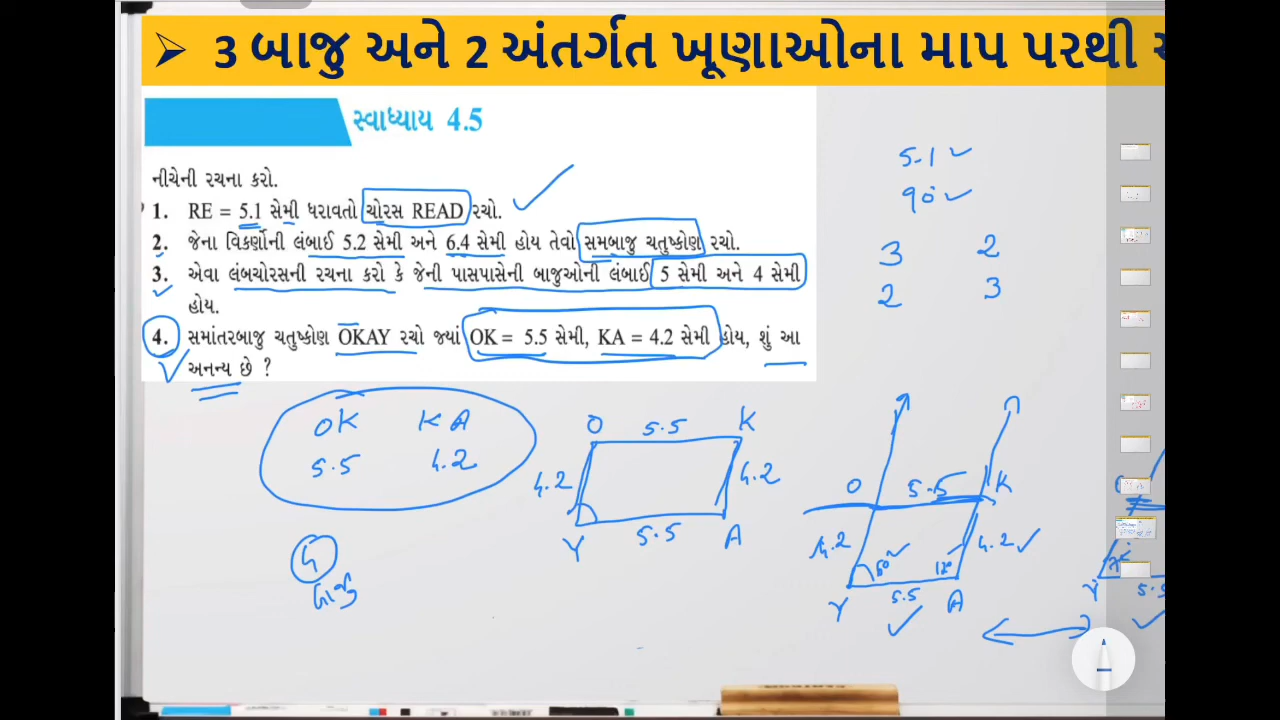 ➢ 3 બાજુ અને 2 અંતર્ગત ખૂણાઓના માપ પરથી
સ્વાધ્યાય 4.5
નીચેની રચના કરો.
1. RE = 5.1 સેમી ધરાવતો ચોરસ READ રચો.
2. જેના વિકર્ણોની લંબાઈ 5.2 સેમી અને 6.4 સેમી હોય તેવો સમબાજુ ચતુષ્કોણ રચો.
3. એવા લંબચોરસની રચના કરો કે જેની પાસપાસેની બાજુઓની લંબાઈ 5 સેમી અને 4 સેમી
હોય.
4. સમાંતરબાજુ ચતુષ્કોણ OKAY રચો જ્યાં OK = 5.5 સેમી, KA = 4.2 સેમી હોય, શું આ
અનન્ય છે ?
5.1
90°
3 2
2 3
OK KA
5.5 4.2
O 5.5 K
4.2 4.2
Y 5.5 A
O 5.5 K
4.2 4.2
60°
Y 5.5 A
Y 5.5